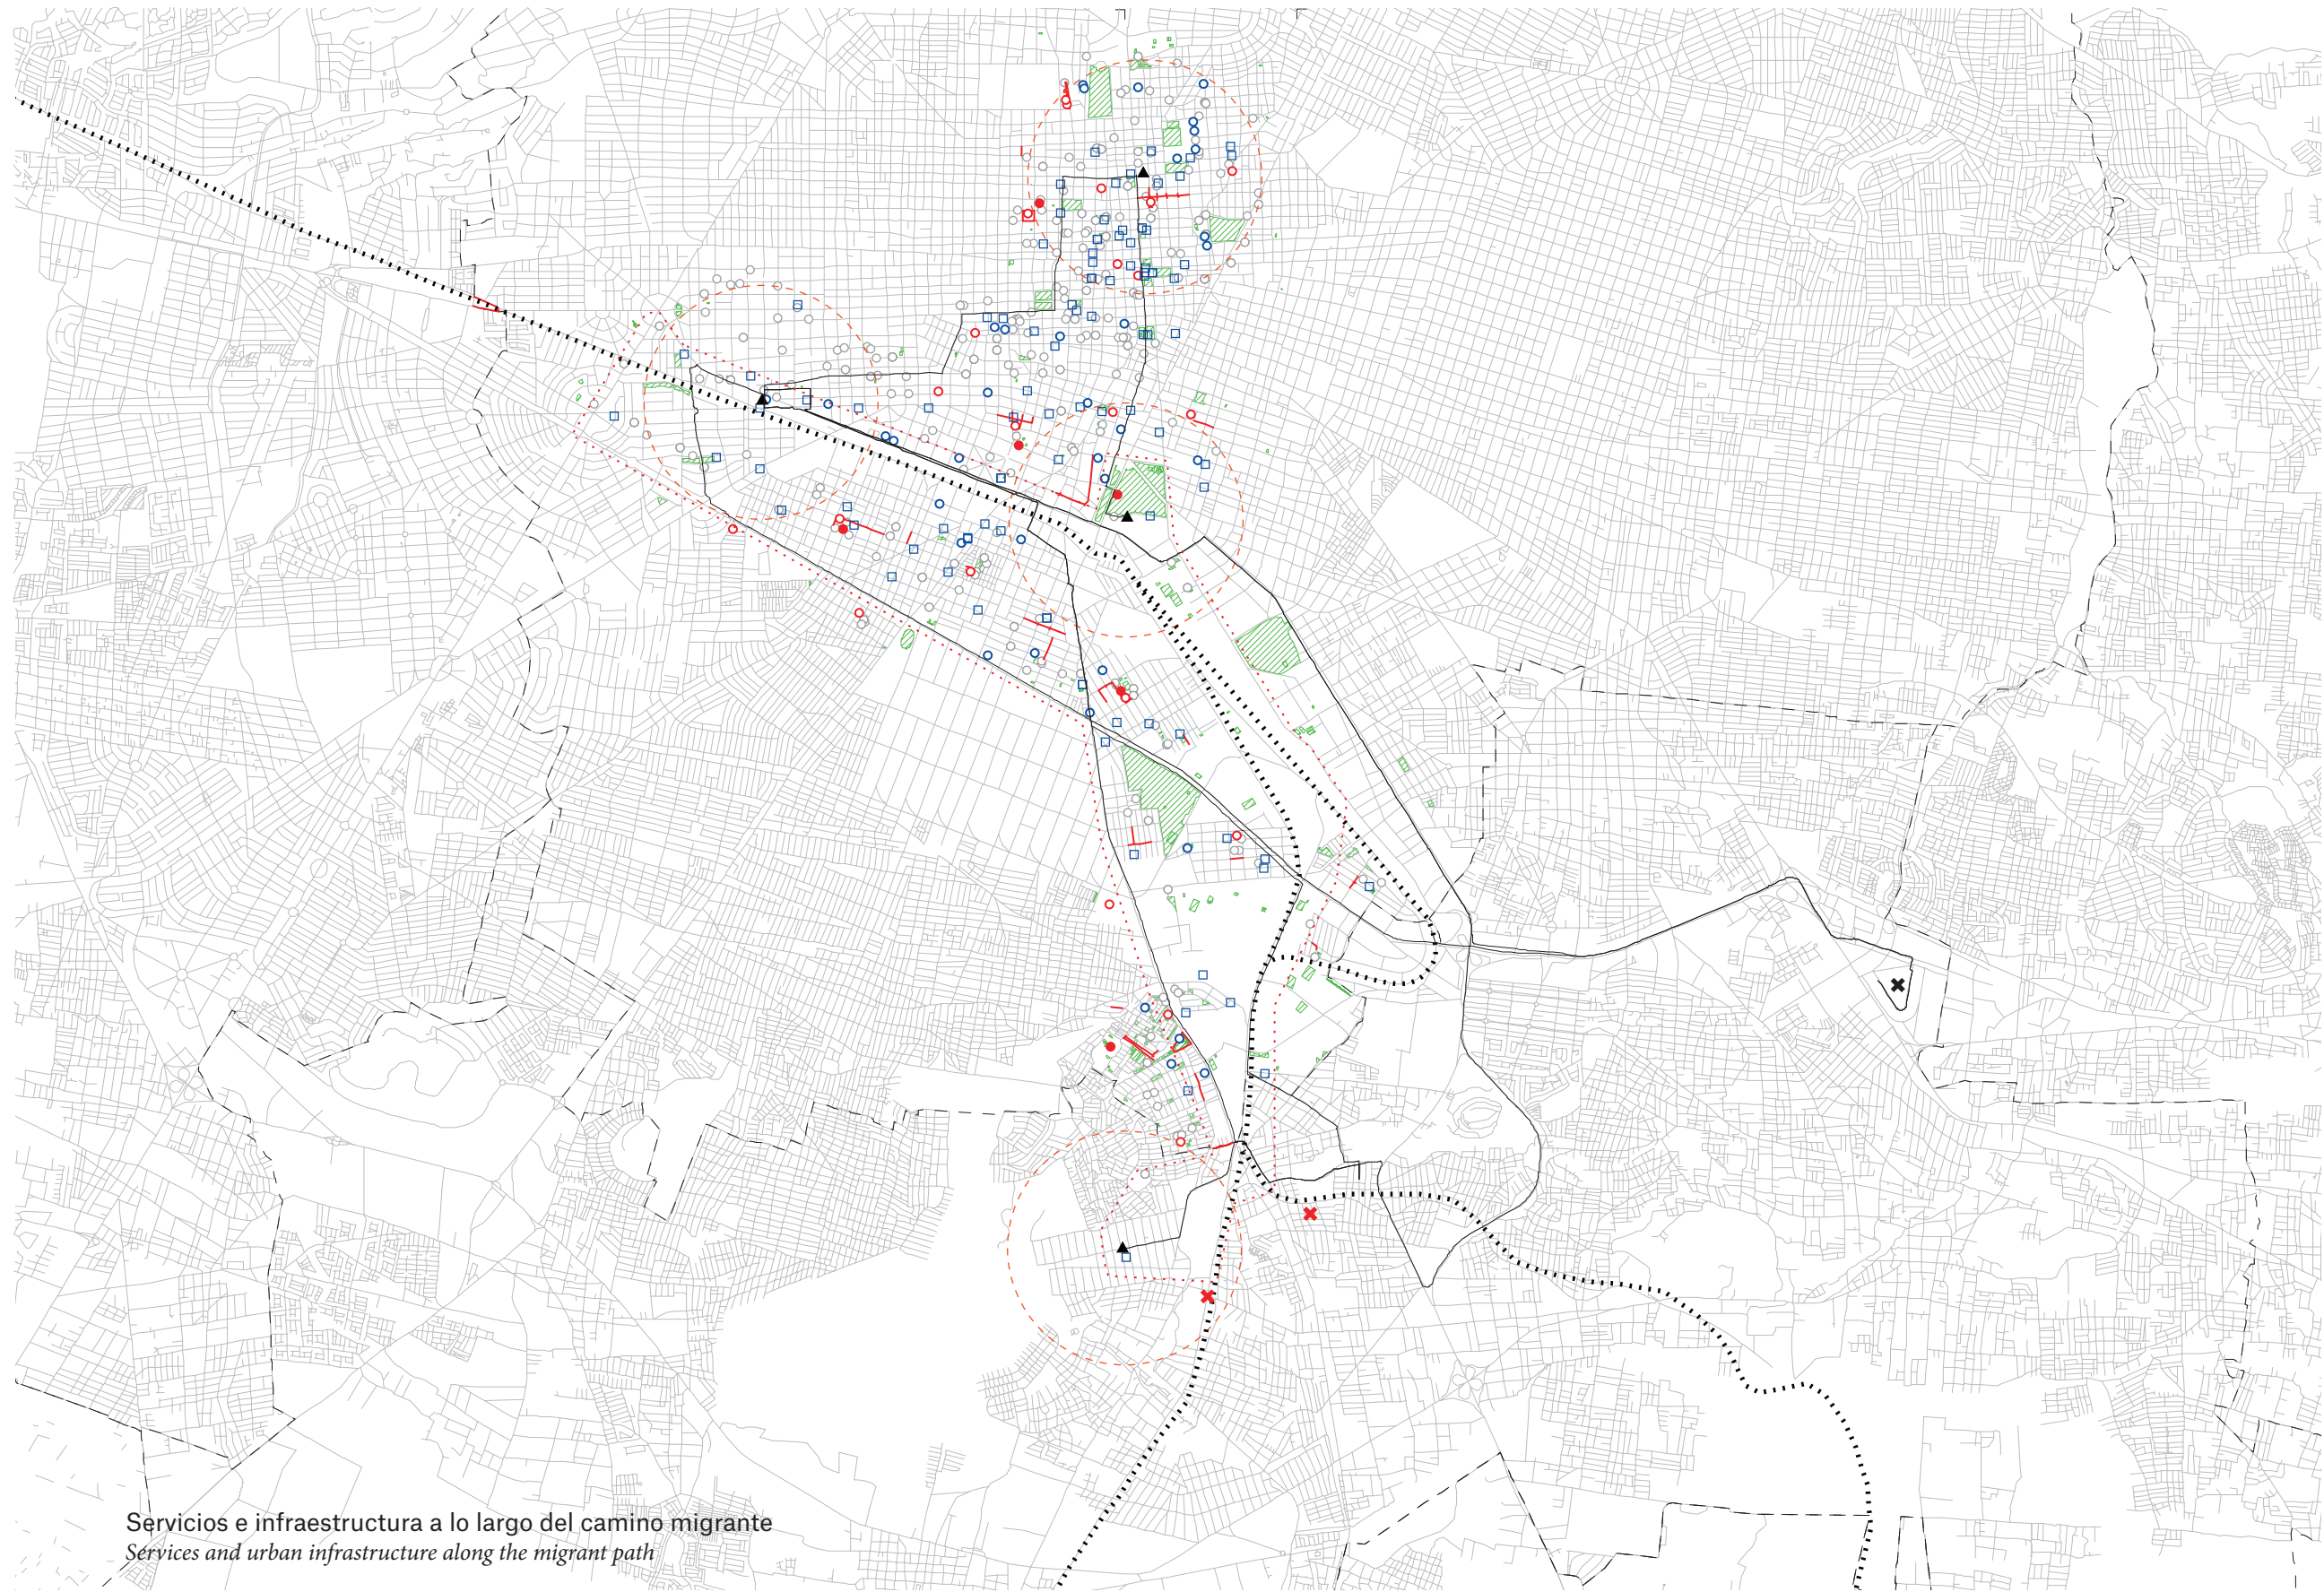 Servicios e infraestructura a lo largo del camino migrante
Services and urban infrastructure along the migrant path